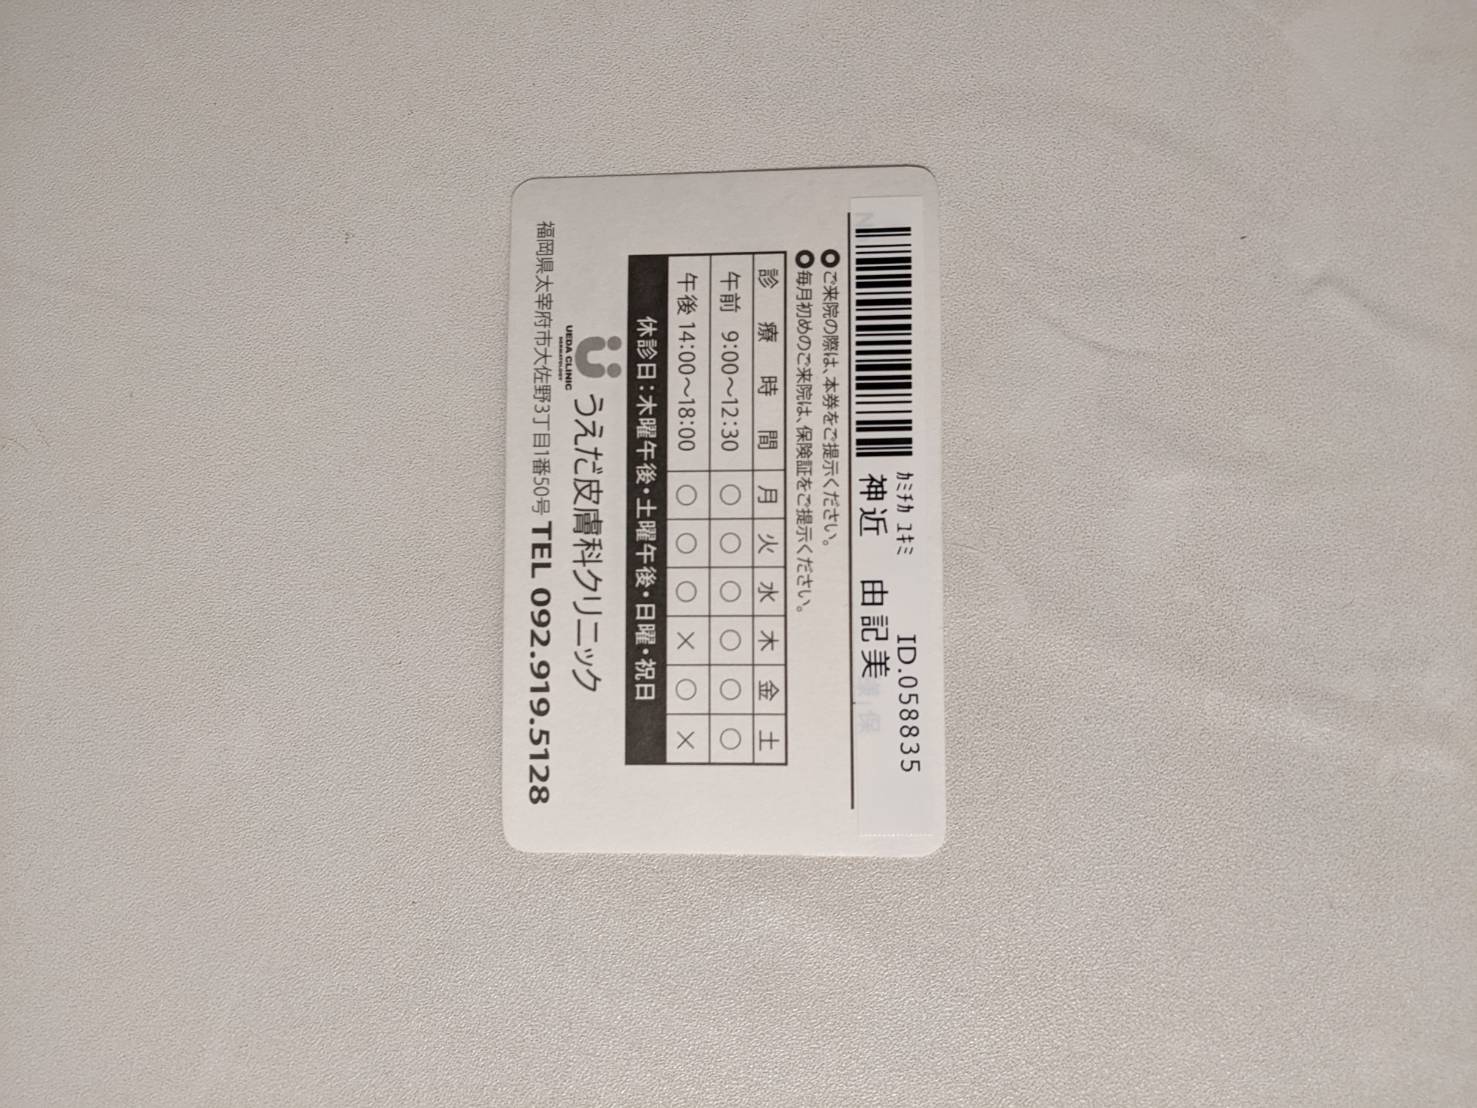 ｶﾐﾁｶ ﾕｷﾐ ID.058835
神近 由記美
●ご来院の際は、本券をご提示ください。
●毎月初めのご来院は、保険証をご提示ください。
診療時間 月 火 水 木 金 土
午前 9:00～12:30 ○ ○ ○ ○ ○ ○
午後 14:00～18:00 ○ ○ ○ × ○ ×
休診日：木曜午後・土曜午後・日曜・祝日
うえだ皮膚科クリニック
UEDA CLINIC
DERMATOLOGY
福岡県太宰府市大佐野3丁目1番50号 TEL 092.919.5128